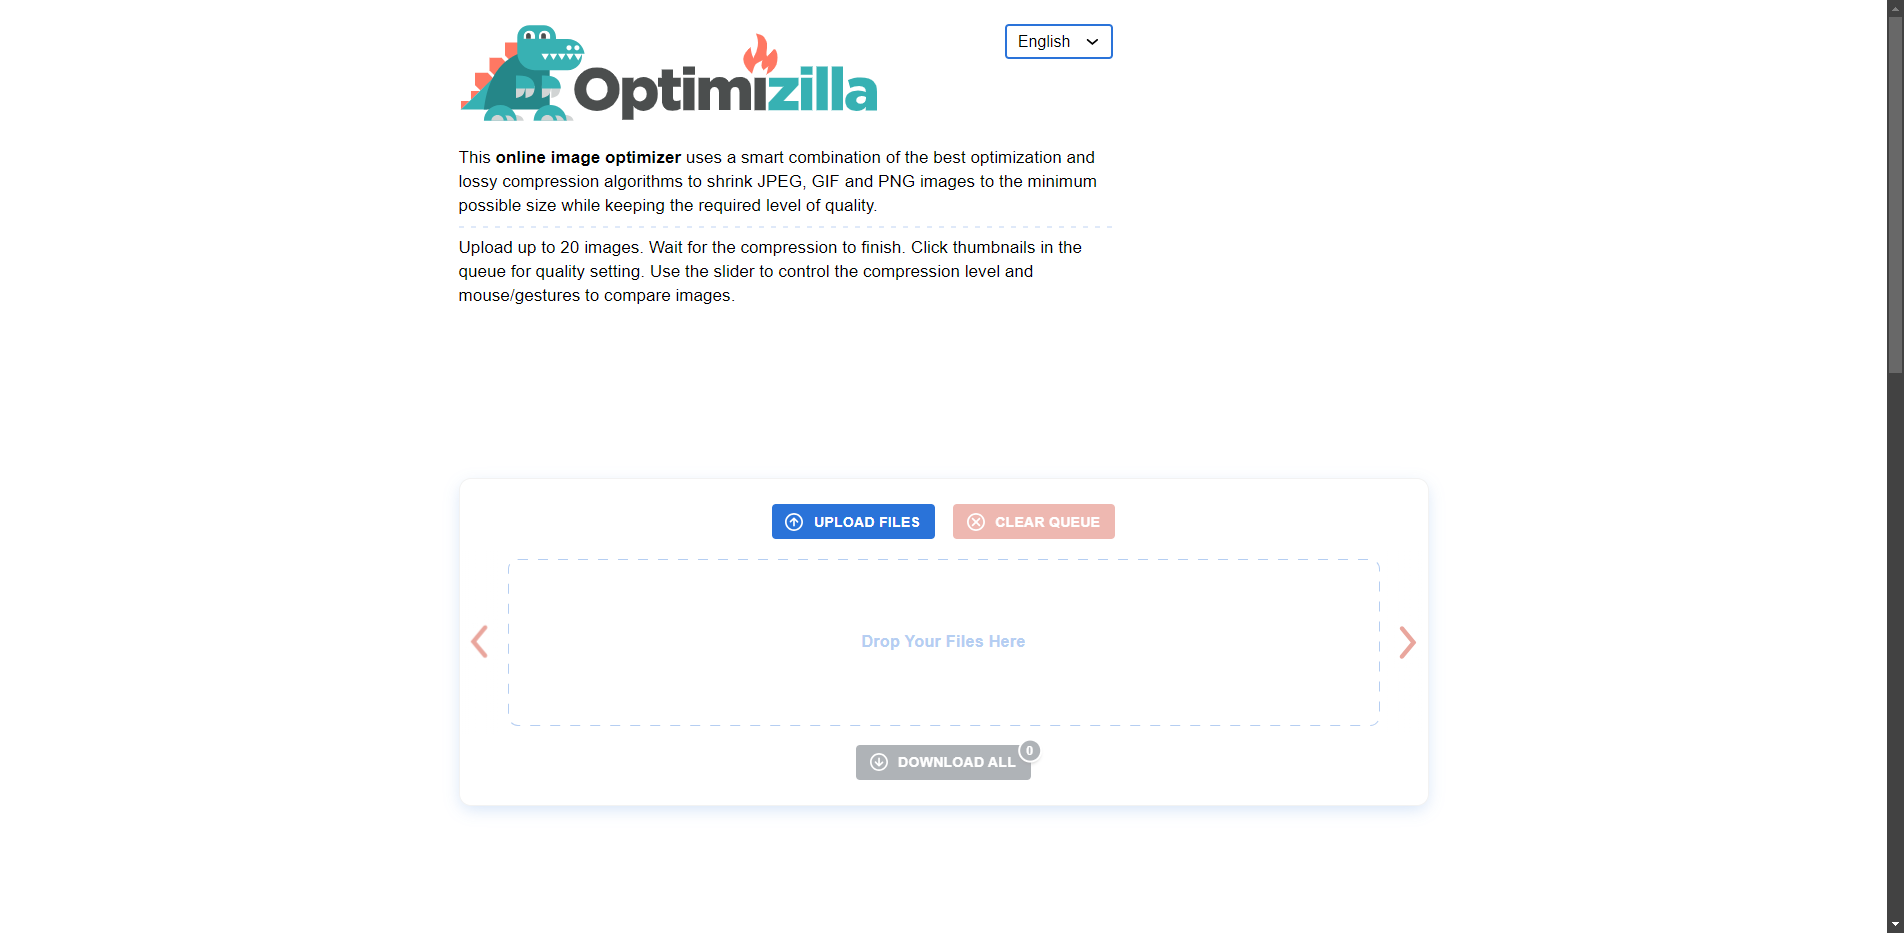 Optimizilla
English
This online image optimizer uses a smart combination of the best optimization and
lossy compression algorithms to shrink JPEG, GIF and PNG images to the minimum
possible size while keeping the required level of quality.
Upload up to 20 images. Wait for the compression to finish. Click thumbnails in the
queue for quality setting. Use the slider to control the compression level and
mouse/gestures to compare images.
UPLOAD FILES
CLEAR QUEUE
Drop Your Files Here
DOWNLOAD ALL
0